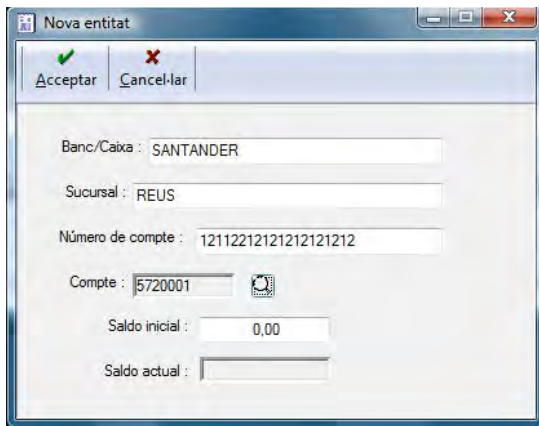 Nova entitat
Acceptar Cancel·lar
Banc/Caixa : SANTANDER
Sucursal : REUS
Número de compte : 12112212121212121212
Compte : 5720001
Saldo inicial : 0,00
Saldo actual :